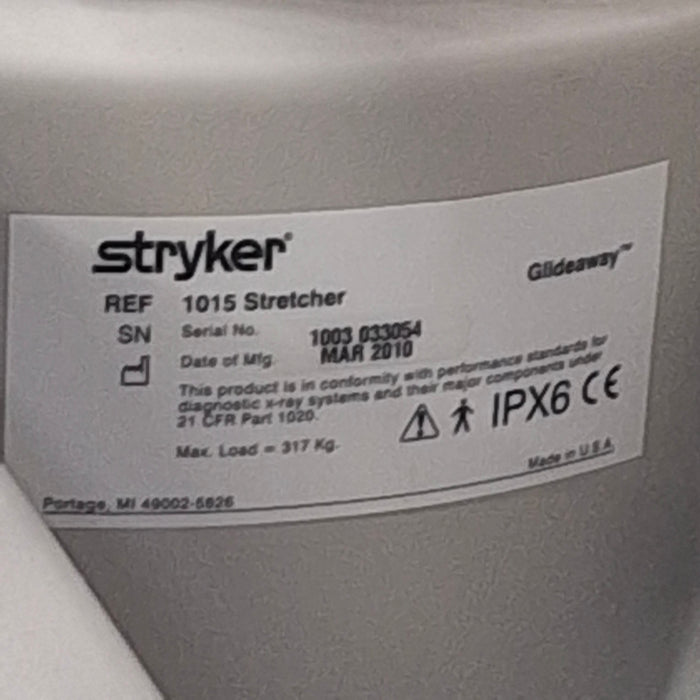 stryker®
Glideaway™
REF 1015 Stretcher
SN Serial No. 1003 033054
Date of Mfg. MAR 2010
This product is in conformity with performance standards for
diagnostic x-ray systems and their major components under
21 CFR Part 1020.
IPX6 CE
Max. Load = 317 Kg.
Made in U.S.A.
Portage, MI 49002-5826